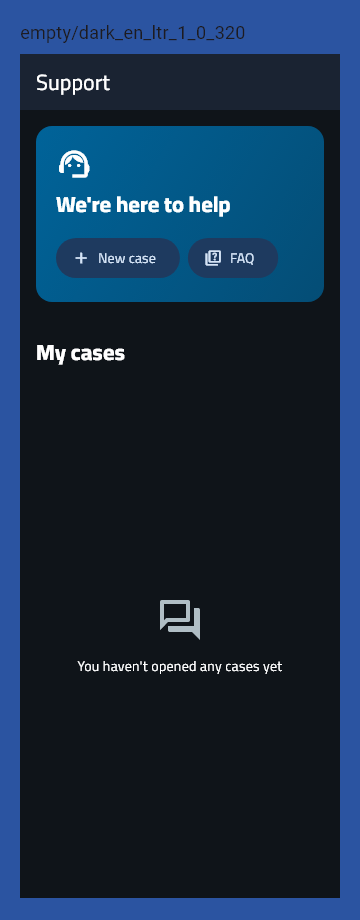 empty/dark_en_ltr_1_0_320
Support
We're here to help
New case
FAQ
My cases
You haven't opened any cases yet